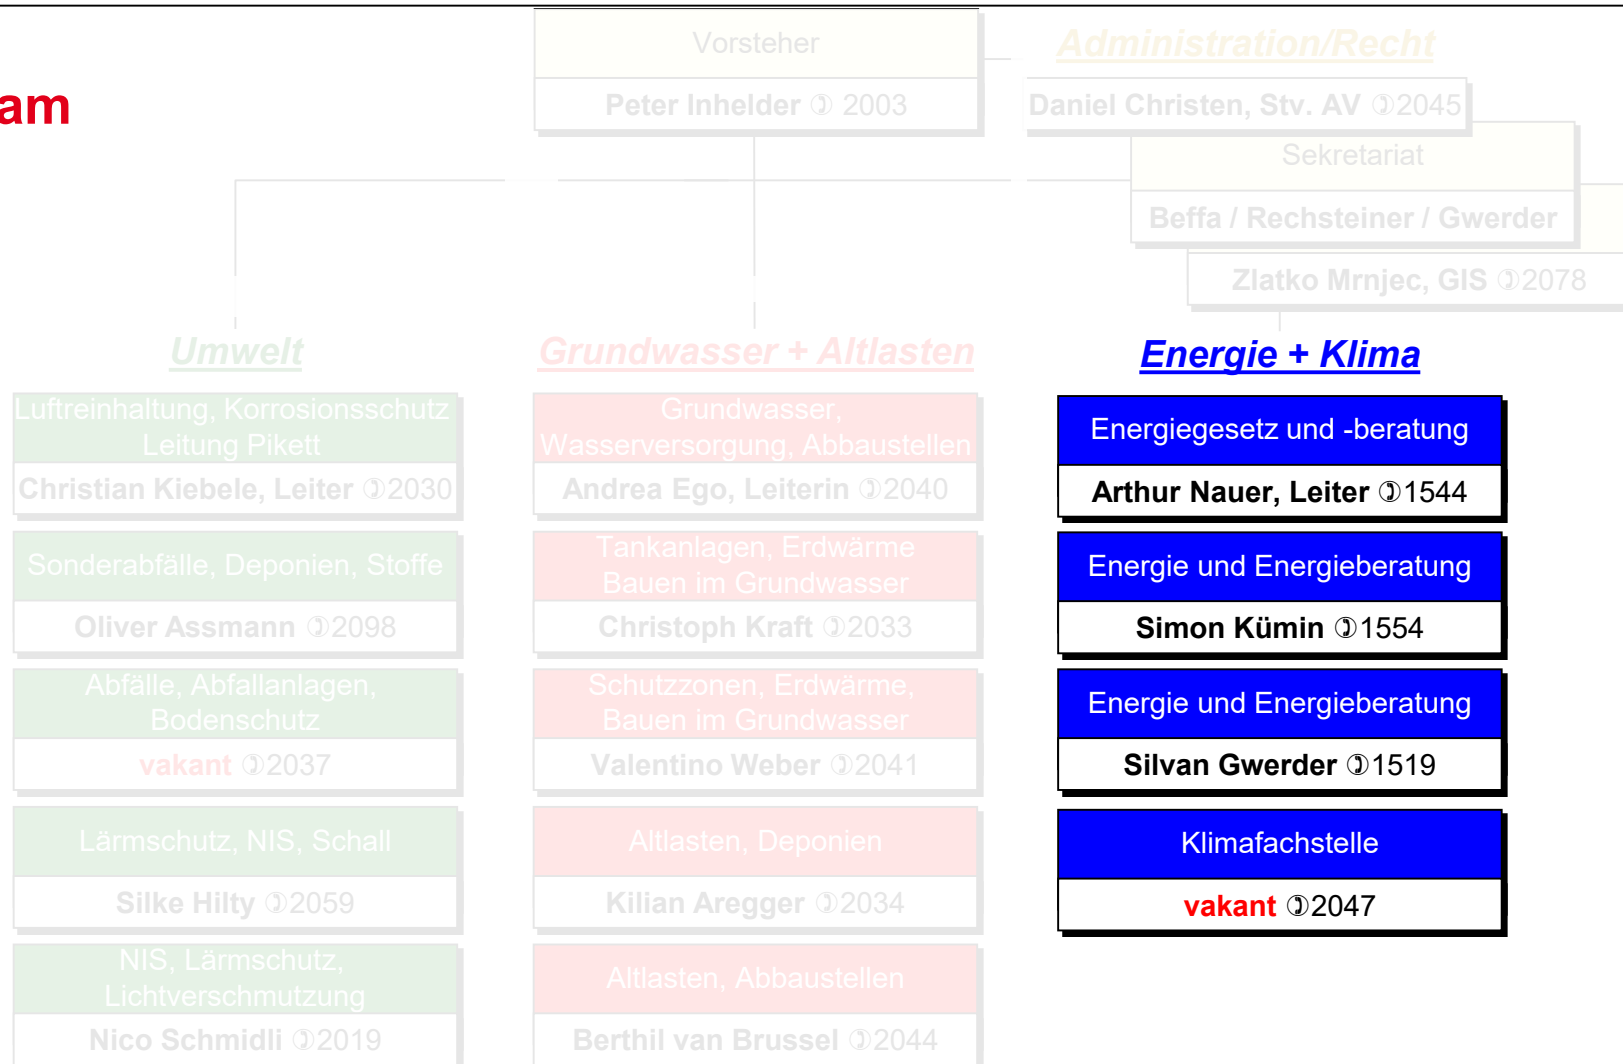 am
Vorsteher
Peter Inhelder ✆ 2003
Administration/Recht
Daniel Christen, Stv. AV ✆2045
Sekretariat
Beffa / Rechsteiner / Gwerder
Zlatko Mrnjec, GIS ✆2078
Umwelt
Luftreinhaltung, Korrosionsschutz
Leitung Pikett
Christian Kiebele, Leiter ✆2030
Sonderabfälle, Deponien, Stoffe
Oliver Assmann ✆2098
Abfälle, Abfallanlagen,
Bodenschutz
vakant ✆2037
Lärmschutz, NIS, Schall
Silke Hilty ✆2059
NIS, Lärmschutz,
Lichtverschmutzung
Nico Schmidli ✆2019
Grundwasser + Altlasten
Grundwasser,
Wasserversorgung, Abbaustellen
Andrea Ego, Leiterin ✆2040
Tankanlagen, Erdwärme
Bauen im Grundwasser
Christoph Kraft ✆2033
Schutzzonen, Erdwärme,
Bauen im Grundwasser
Valentino Weber ✆2041
Altlasten, Deponien
Kilian Aregger ✆2034
Altlasten, Abbaustellen
Berthil van Brussel ✆2044
Energie + Klima
Energiegesetz und -beratung
Arthur Nauer, Leiter ✆1544
Energie und Energieberatung
Simon Kümin ✆1554
Energie und Energieberatung
Silvan Gwerder ✆1519
Klimafachstelle
vakant ✆2047